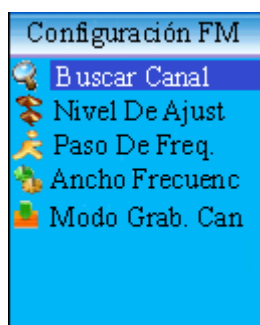 Configuración FM
Buscar Canal
Nivel De Ajust
Paso De Freq.
Ancho Frecuenc
Modo Grab. Can